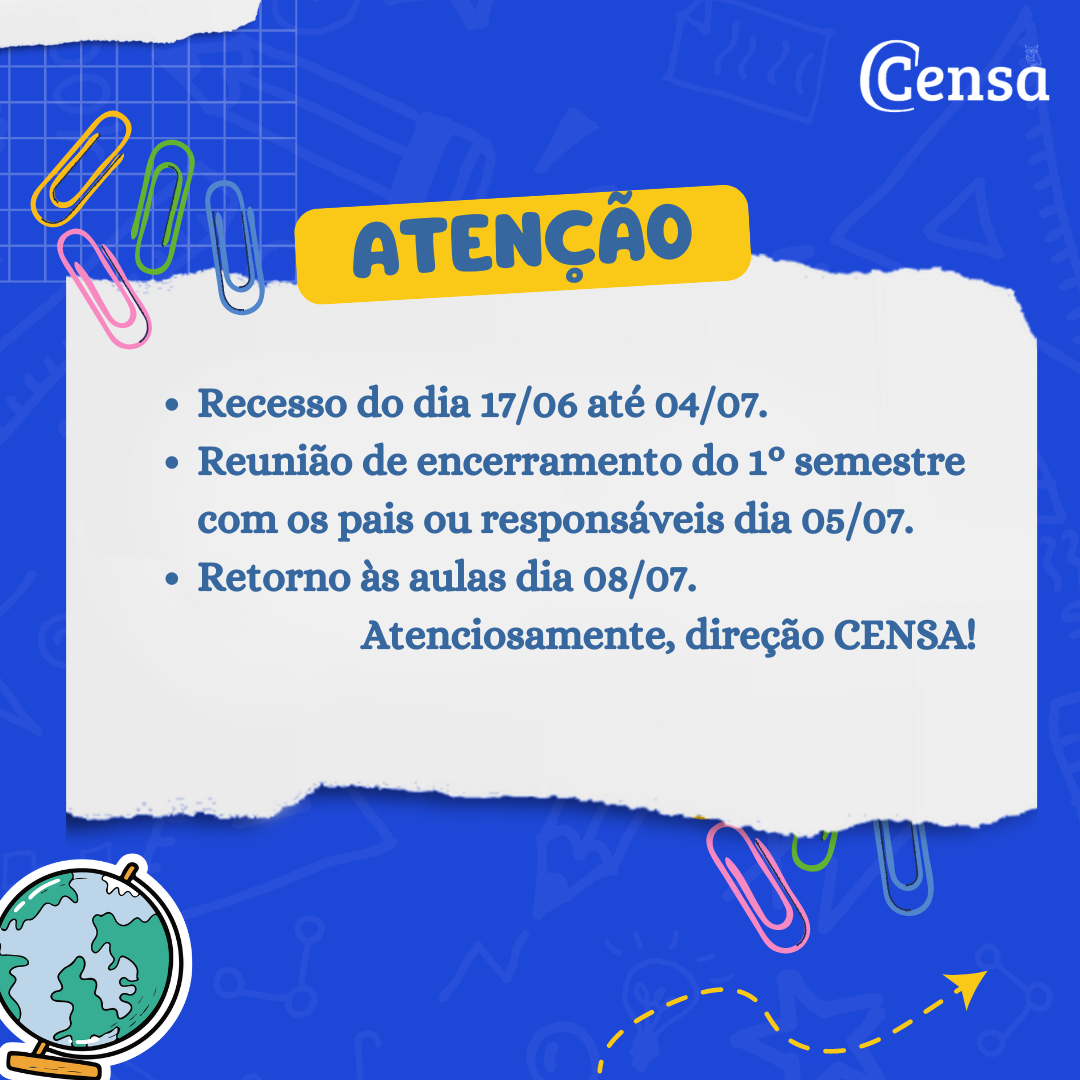 Censa
ATENÇÃO
• Recesso do dia 17/06 até 04/07.
• Reunião de encerramento do 1º semestre
com os pais ou responsáveis dia 05/07.
• Retorno às aulas dia 08/07.
Atenciosamente, direção CENSA!